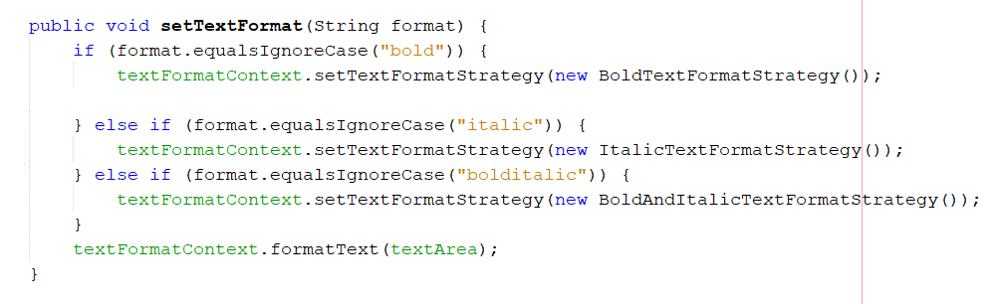 public void setTextFormat(String format) {
    if (format.equalsIgnoreCase("bold")) {
        textFormatContext.setTextFormatStrategy(new BoldTextFormatStrategy());

    } else if (format.equalsIgnoreCase("italic")) {
        textFormatContext.setTextFormatStrategy(new ItalicTextFormatStrategy());
    } else if (format.equalsIgnoreCase("bolditalic")) {
        textFormatContext.setTextFormatStrategy(new BoldAndItalicTextFormatStrategy());
    }
    textFormatContext.formatText(textArea);
}